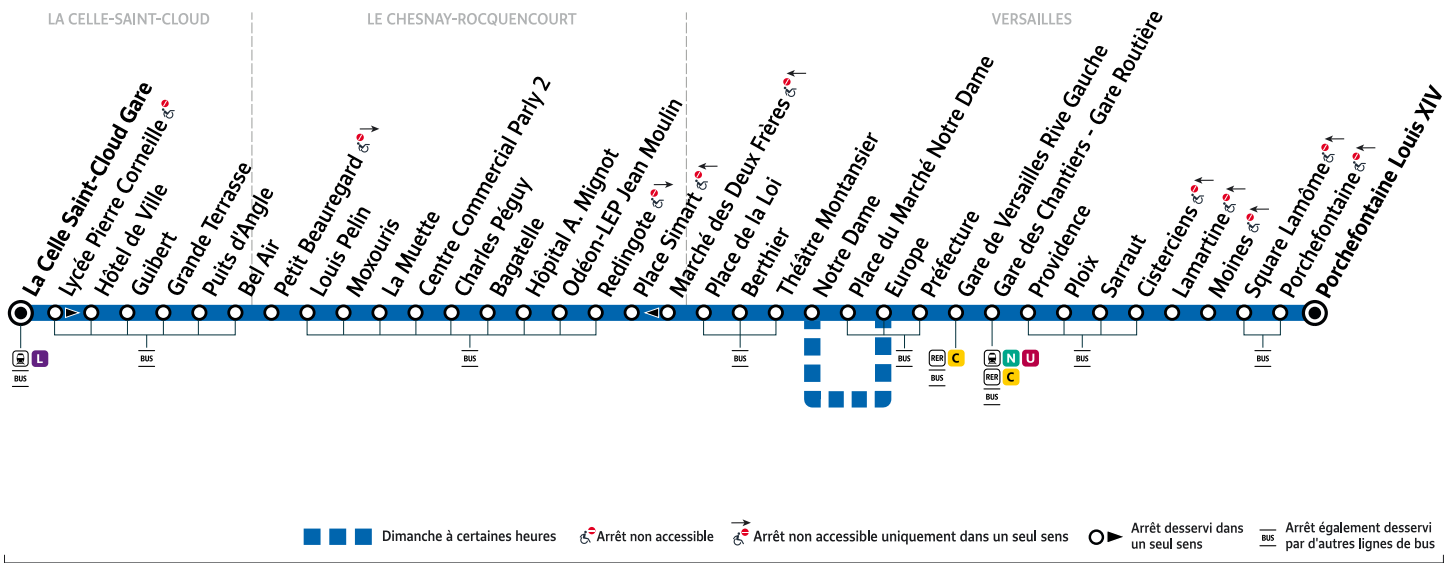 LA CELLE-SAINT-CLOUD
LE CHESNAY-ROCQUENCOURT
VERSAILLES
La Celle Saint-Cloud Gare
Lycée Pierre Corneille
Hôtel de Ville
Guibert
Grande Terrasse
Puits d'Angle
Bel Air
Petit Beauregard
Louis Pelin
Moxouris
La Muette
Centre Commercial Parly 2
Charles Péguy
Bagatelle
Hôpital A. Mignot
Odéon-LEP Jean Moulin
Redingote
Place Simart
Marché des Deux Frères
Place de la Loi
Berthier
Théâtre Montansier
Notre Dame
Place du Marché Notre Dame
Europe
Préfecture
Gare de Versailles Rive Gauche
Gare des Chantiers - Gare Routière
Providence
Ploix
Sarraut
Cisterciens
Lamartine
Moines
Square Lamôme
Porchefontaine
Porchefontaine Louis XIV
L
BUS
BUS
BUS
BUS
BUS
RER C
BUS
N U
RER C
BUS
BUS
BUS
Dimanche à certaines heures
Arrêt non accessible
Arrêt non accessible uniquement dans un seul sens
Arrêt desservi dans
un seul sens
BUS
Arrêt également desservi
par d'autres lignes de bus